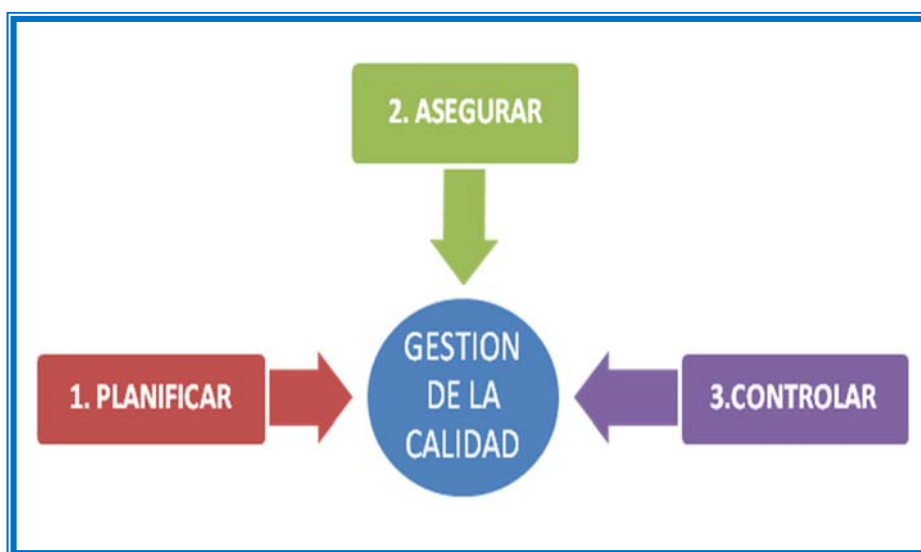 2. ASEGURAR
1. PLANIFICAR
GESTION
DE LA
CALIDAD
3.CONTROLAR